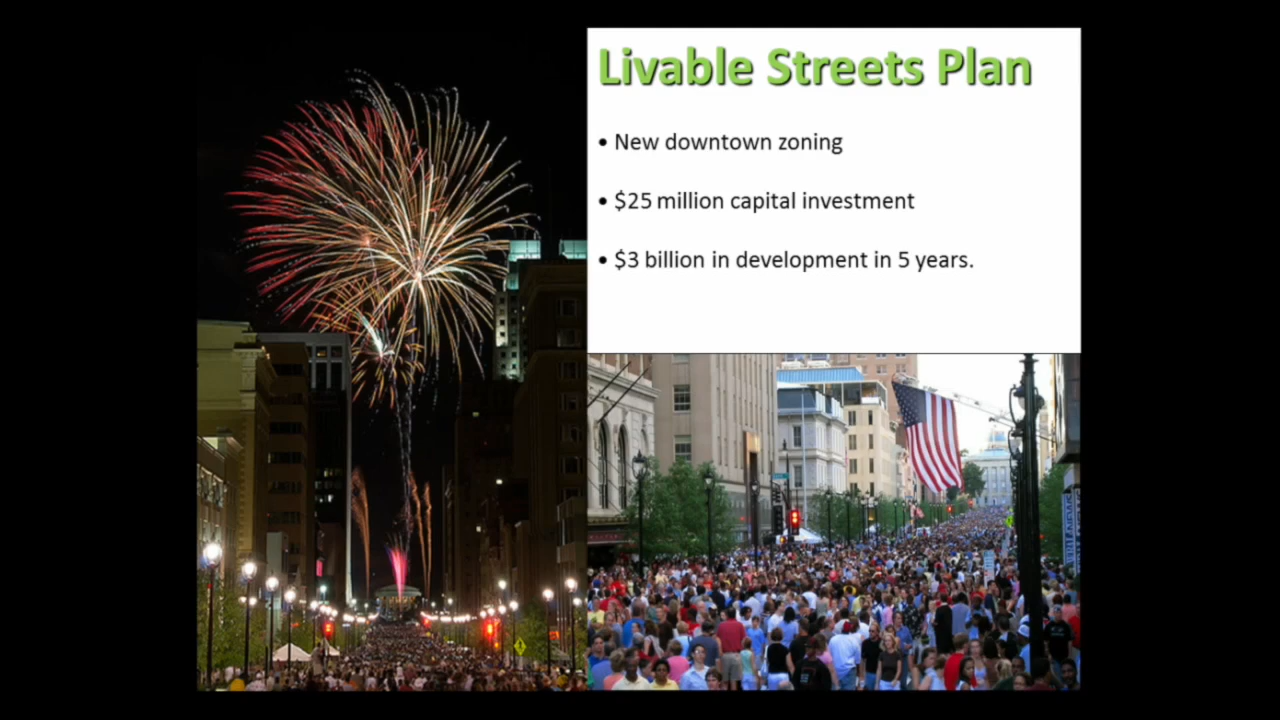 Livable Streets Plan
• New downtown zoning
• $25 million capital investment
• $3 billion in development in 5 years.